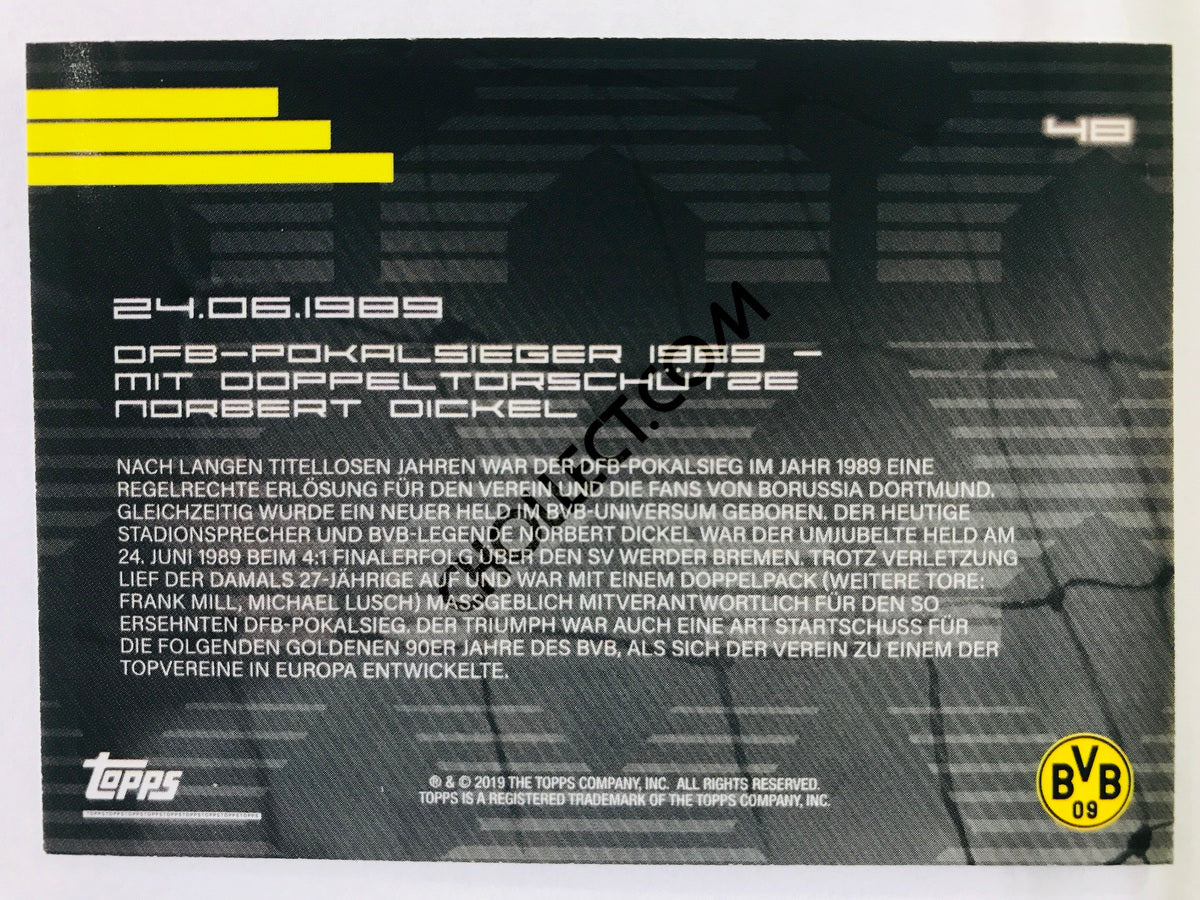 48
24.06.1989
DFB-POKALSIEGER 1989 –
MIT DOPPELTORSCHÜTZE
NORBERT DICKEL
NACH LANGEN TITELLOSEN JAHREN WAR DER DFB-POKALSIEG IM JAHR 1989 EINE
REGELRECHTE ERLÖSUNG FÜR DEN VEREIN UND DIE FANS VON BORUSSIA DORTMUND.
GLEICHZEITIG WURDE EIN NEUER HELD IM BVB-UNIVERSUM GEBOREN. DER HEUTIGE
STADIONSPRECHER UND BVB-LEGENDE NORBERT DICKEL WAR DER UMJUBELTE HELD AM
24. JUNI 1989 BEIM 4:1 FINALERFOLG ÜBER DEN SV WERDER BREMEN. TROTZ VERLETZUNG
LIEF DER DAMALS 27-JÄHRIGE AUF UND WAR MIT EINEM DOPPELPACK (WEITERE TORE:
FRANK MILL, MICHAEL LUSCH) MASSGEBLICH MITVERANTWORTLICH FÜR DEN SO
ERSEHNTEN DFB-POKALSIEG. DER TRIUMPH WAR AUCH EINE ART STARTSCHUSS FÜR
DIE FOLGENDEN GOLDENEN 90ER JAHRE DES BVB, ALS SICH DER VEREIN ZU EINEM DER
TOPVEREINE IN EUROPA ENTWICKELTE.
SHOLLECT.COM
topps
TOPPSTOPPSTOPPSTOPPSTOPPSTOPPSTOPPSTOPPS
® & © 2019 THE TOPPS COMPANY, INC. ALL RIGHTS RESERVED.
TOPPS IS A REGISTERED TRADEMARK OF THE TOPPS COMPANY, INC.
BVB
09